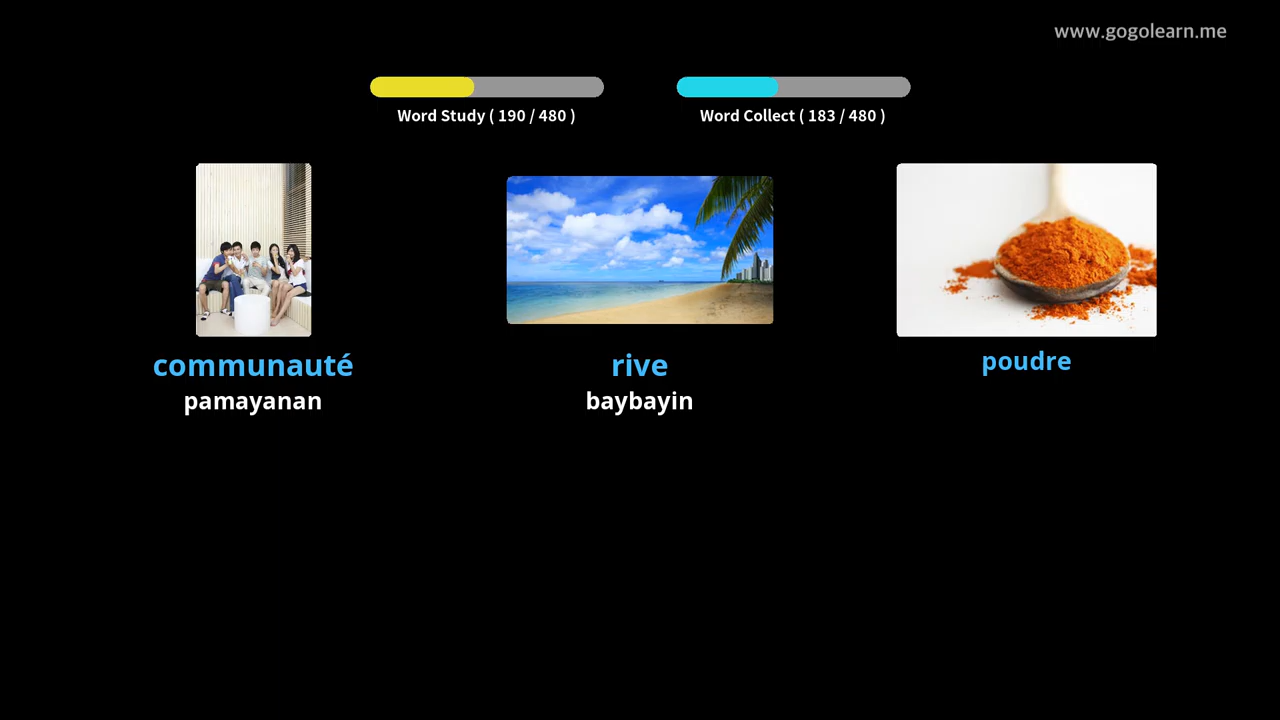 www.gogolearn.me
Word Study ( 190 / 480 )
Word Collect ( 183 / 480 )
communauté
pamayanan
rive
baybayin
poudre